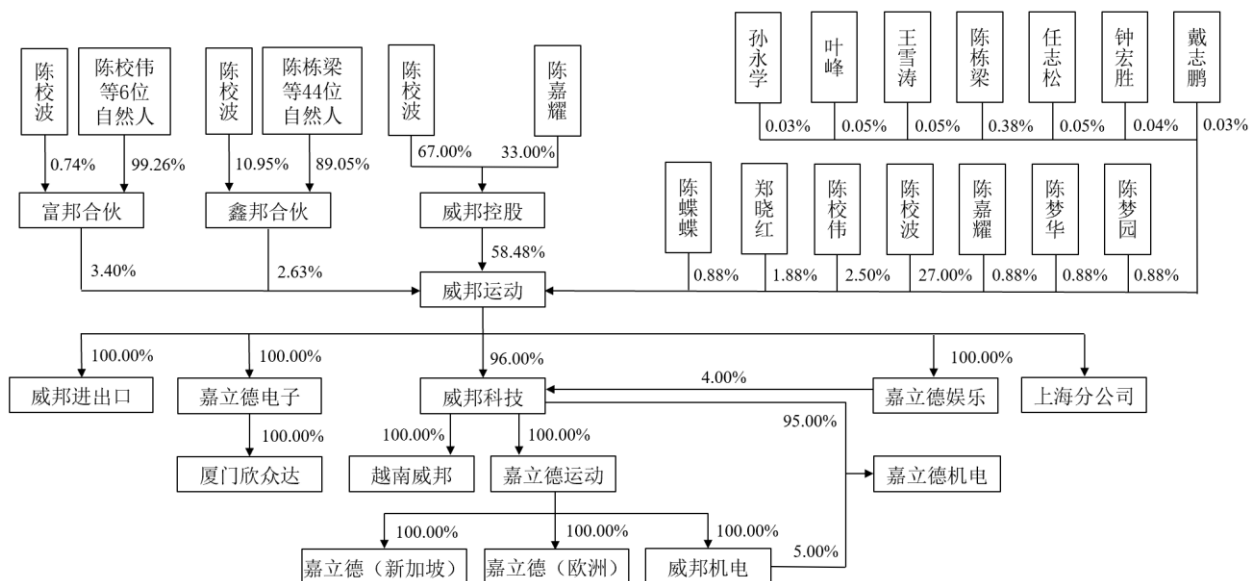 孙永学
叶峰
王雪涛
陈栋梁
任志松
钟宏胜
戴志鹏
陈校波
陈校伟
等6位
自然人
陈校波
陈栋梁
等44位
自然人
陈校波
陈嘉耀
0.03%
0.05%
0.05%
0.38%
0.05%
0.04%
0.03%
0.74%
99.26%
10.95%
89.05%
67.00%
33.00%
陈蝶蝶
郑晓红
陈校伟
陈校波
陈嘉耀
陈梦华
陈梦园
富邦合伙
鑫邦合伙
威邦控股
3.40%
2.63%
58.48%
0.88%
1.88%
2.50%
27.00%
0.88%
0.88%
0.88%
威邦运动
100.00%
100.00%
96.00%
100.00%
4.00%
威邦进出口
嘉立德电子
威邦科技
嘉立德娱乐
上海分公司
100.00%
100.00%
100.00%
95.00%
厦门欣众达
越南威邦
嘉立德运动
嘉立德机电
100.00%
100.00%
100.00%
5.00%
嘉立德（新加坡）
嘉立德（欧洲）
威邦机电